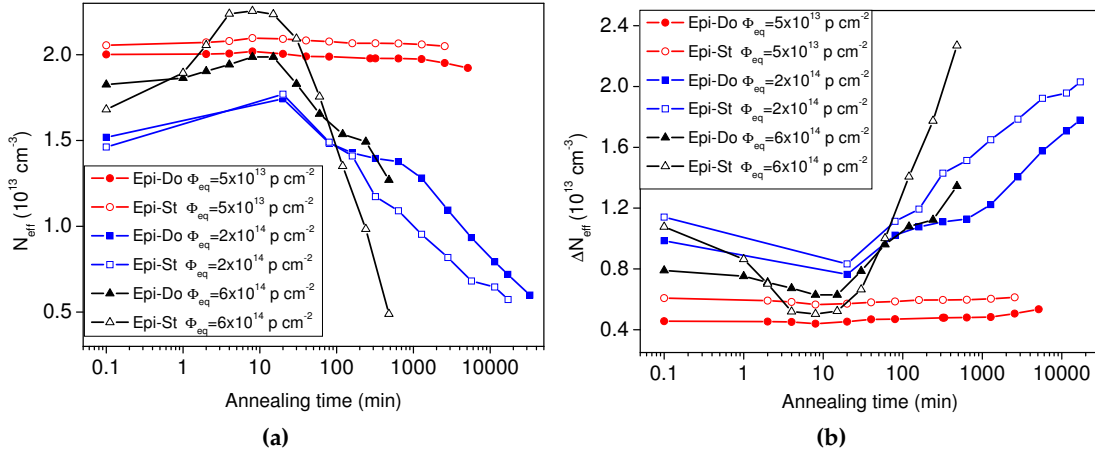 N_eff (10^13 cm^-3)
2.0
1.5
1.0
0.5
Epi-Do Φ_eq=5x10^13 p cm^-2
Epi-St Φ_eq=5x10^13 p cm^-2
Epi-Do Φ_eq=2x10^14 p cm^-2
Epi-St Φ_eq=2x10^14 p cm^-2
Epi-Do Φ_eq=6x10^14 p cm^-2
Epi-St Φ_eq=6x10^14 p cm^-2
0.1 1 10 100 1000 10000
Annealing time (min)
(a)
ΔN_eff (10^13 cm^-3)
2.4
2.0
1.6
1.2
0.8
0.4
Epi-Do Φ_eq=5x10^13 p cm^-2
Epi-St Φ_eq=5x10^13 p cm^-2
Epi-Do Φ_eq=2x10^14 p cm^-2
Epi-St Φ_eq=2x10^14 p cm^-2
Epi-Do Φ_eq=6x10^14 p cm^-2
Epi-St Φ_eq=6x10^14 p cm^-2
0.1 1 10 100 1000 10000
Annealing time (min)
(b)